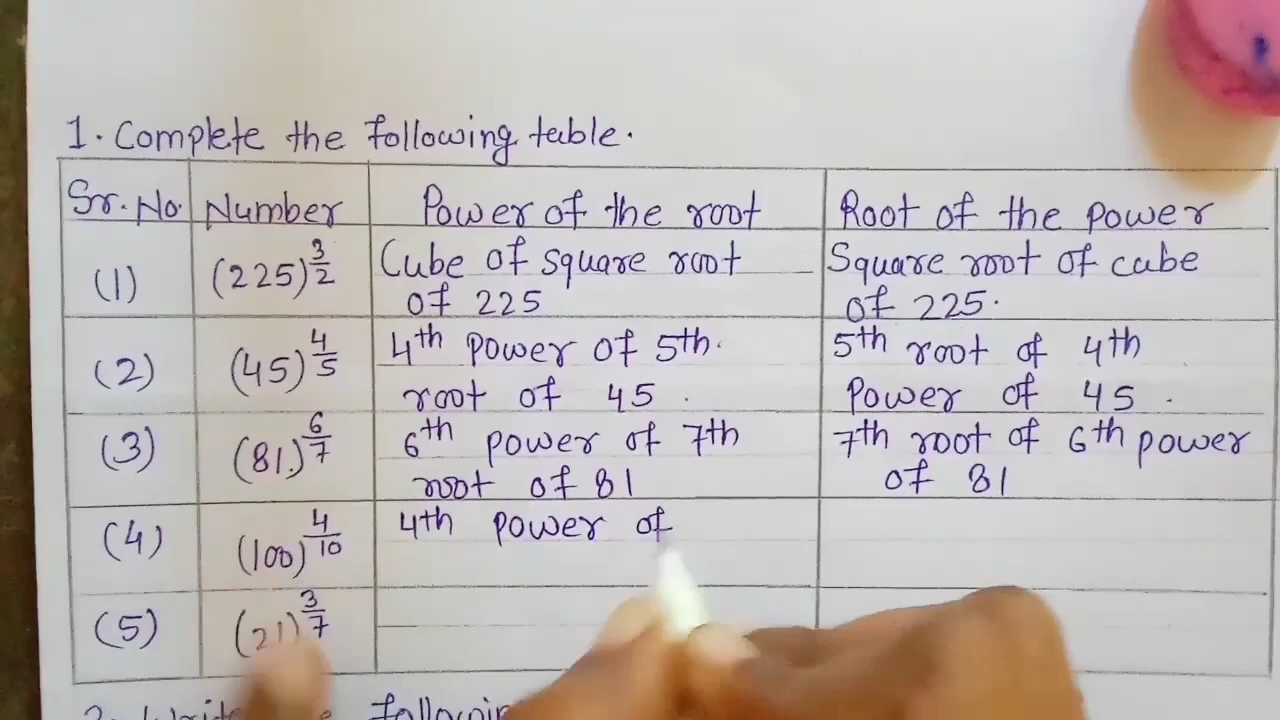 1. Complete the following table.
Sr. No. Number Power of the root Root of the power
(1) (225)^3/2 Cube of square root Square root of cube
of 225 of 225.
(2) (45)^4/5 4th power of 5th. 5th root of 4th
root of 45. Power of 45.
(3) (81)^6/7 6th power of 7th 7th root of 6th power
root of 81 of 81
(4) (100)^4/10 4th power of
(5) (21)^3/7
2. following